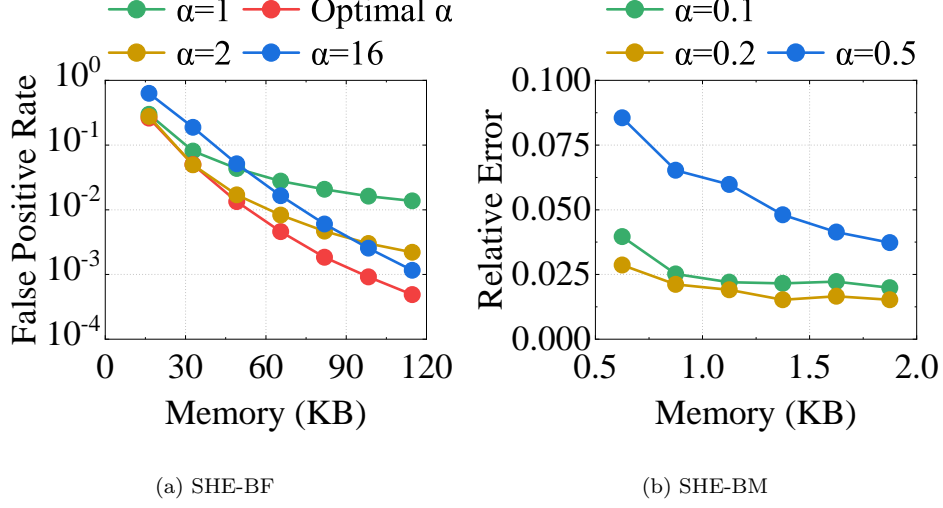 α=1 Optimal α
α=2 α=16
False Positive Rate
10^0
10^-1
10^-2
10^-3
10^-4
0 30 60 90 120
Memory (KB)
(a) SHE-BF
α=0.1
α=0.2 α=0.5
Relative Error
0.100
0.075
0.050
0.025
0.000
0.5 1.0 1.5 2.0
Memory (KB)
(b) SHE-BM